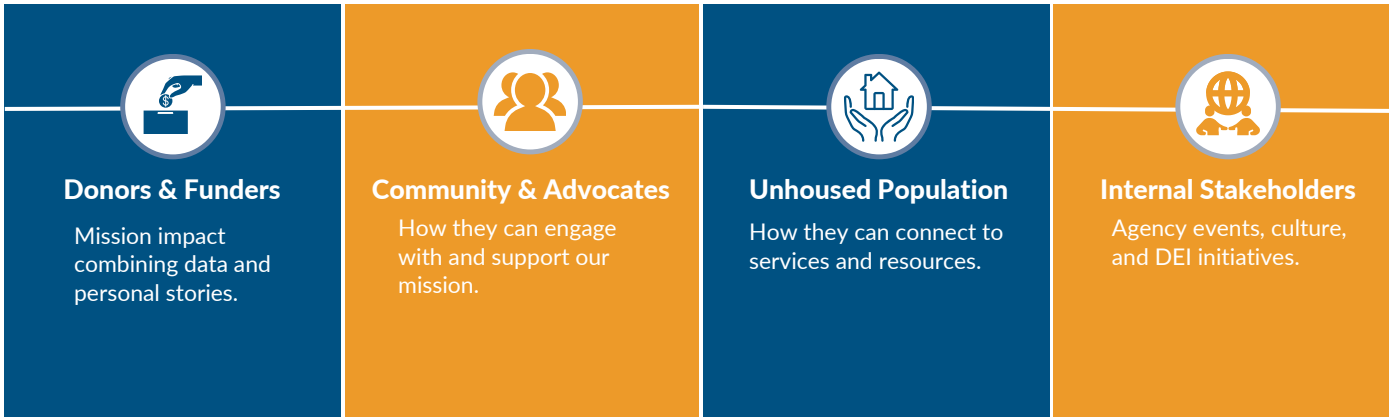 $
Donors & Funders
Mission impact
combining data and
personal stories.
Community & Advocates
How they can engage
with and support our
mission.
Unhoused Population
How they can connect to
services and resources.
Internal Stakeholders
Agency events, culture,
and DEI initiatives.